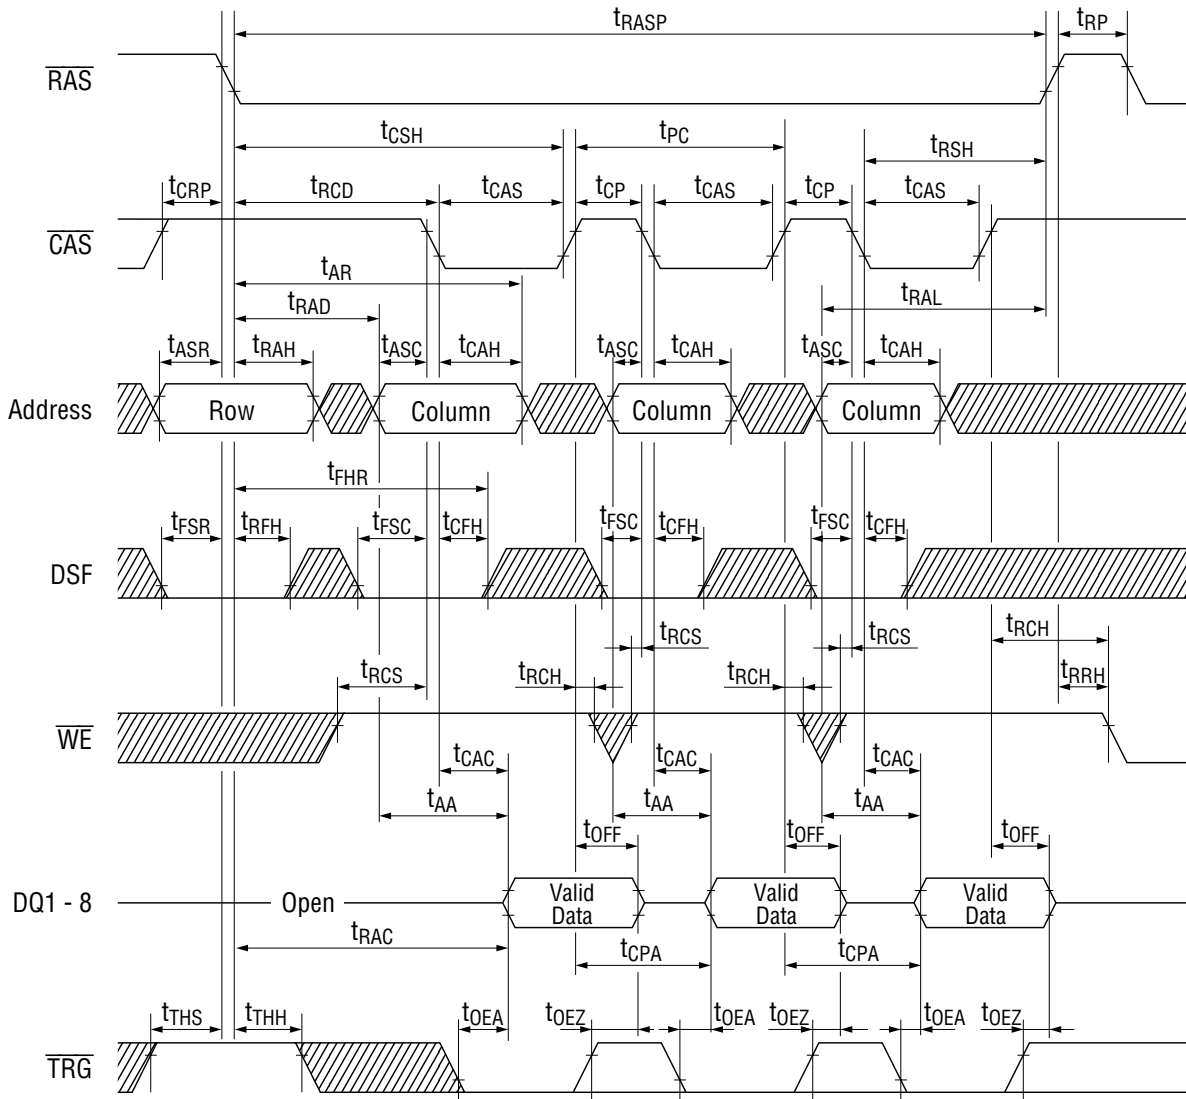 tRASP tRP
RAS
tCSH tPC tRSH
tCRP tRCD tCAS tCP tCAS tCP tCAS
CAS
tAR
tRAD tRAL
tASR tRAH tASC tCAH tASC tCAH tASC tCAH
Address Row Column Column Column
tFHR
tFSR tRFH tFSC tCFH tFSC tCFH tFSC tCFH
DSF
tRCS tRCS tRCH
tRCS tRCH tRCH tRRH
WE
tCAC tCAC tCAC
tAA tAA tAA
tOFF tOFF tOFF
DQ1 - 8 Open Valid Data Valid Data Valid Data
tRAC tCPA tCPA
tTHS tTHH tOEA tOEZ tOEA tOEZ tOEA tOEZ
TRG